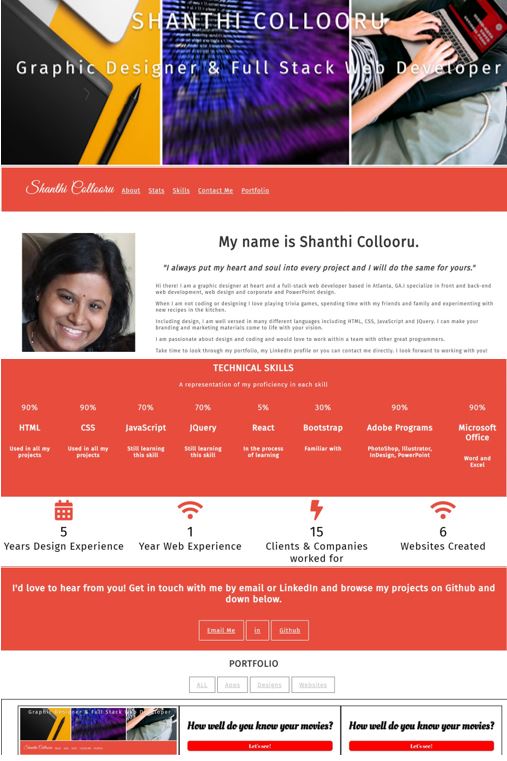 SHANTHI COLLOORU
Graphic Designer & Full Stack Web Developer
Shanthi Collooru About Stats Skills Contact Me Portfolio
My name is Shanthi Collooru.
"I always put my heart and soul into every project and I will do the same for yours."
Hi there! I am a graphic designer at heart and a full-stack web developer based in Atlanta, GA.I specialize in front and back-end
web development, web design and corporate and PowerPoint design.
When I am not coding or designing I love playing trivia games, spending time with my friends and family and experimenting with
new recipes in the kitchen.
Including design, I am well versed in many different languages including HTML, CSS, JavaScript and JQuery. I can make your
branding and marketing materials come to life with your vision.
I am passionate about design and coding and would love to work within a team with other great programmers.
Take time to look through my portfolio, my LinkedIn profile or you can contact me directly. I look forward to working with you!
TECHNICAL SKILLS
A representation of my proficiency in each skill
90% 90% 70% 70% 5% 30% 90% 90%
HTML CSS JavaScript JQuery React Bootstrap Adobe Programs Microsoft
Office
Used in all my Used in all my Still learning Still learning In the process Familiar with PhotoShop, Illustrator,
projects projects this skill this skill of learning InDesign, PowerPoint
Word and
Excel
5 1 15 6
Years Design Experience Year Web Experience Clients & Companies Websites Created
worked for
I'd love to hear from you! Get in touch with me by email or LinkedIn and browse my projects on Github and
down below.
Email Me in Github
PORTFOLIO
ALL Apps Designs Websites
Graphic Designer & Full Stack Web Developer
How well do you know your movies? How well do you know your movies?
Shanthi Collooru
Let's see! Let's see!